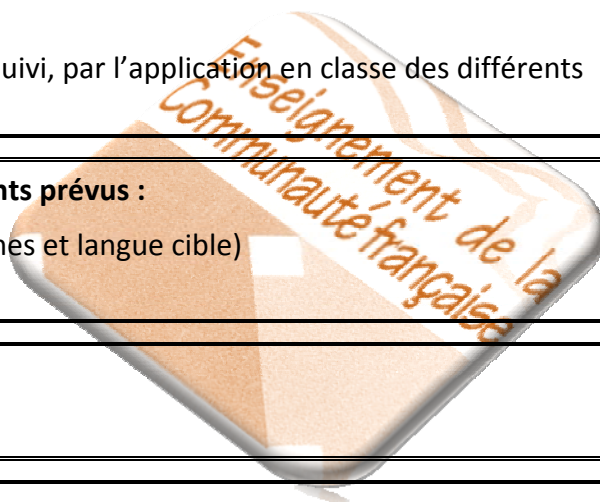 uivi, par l’application en classe des différents
Enseignement de la
Communauté française
nts prévus :
nes et langue cible)